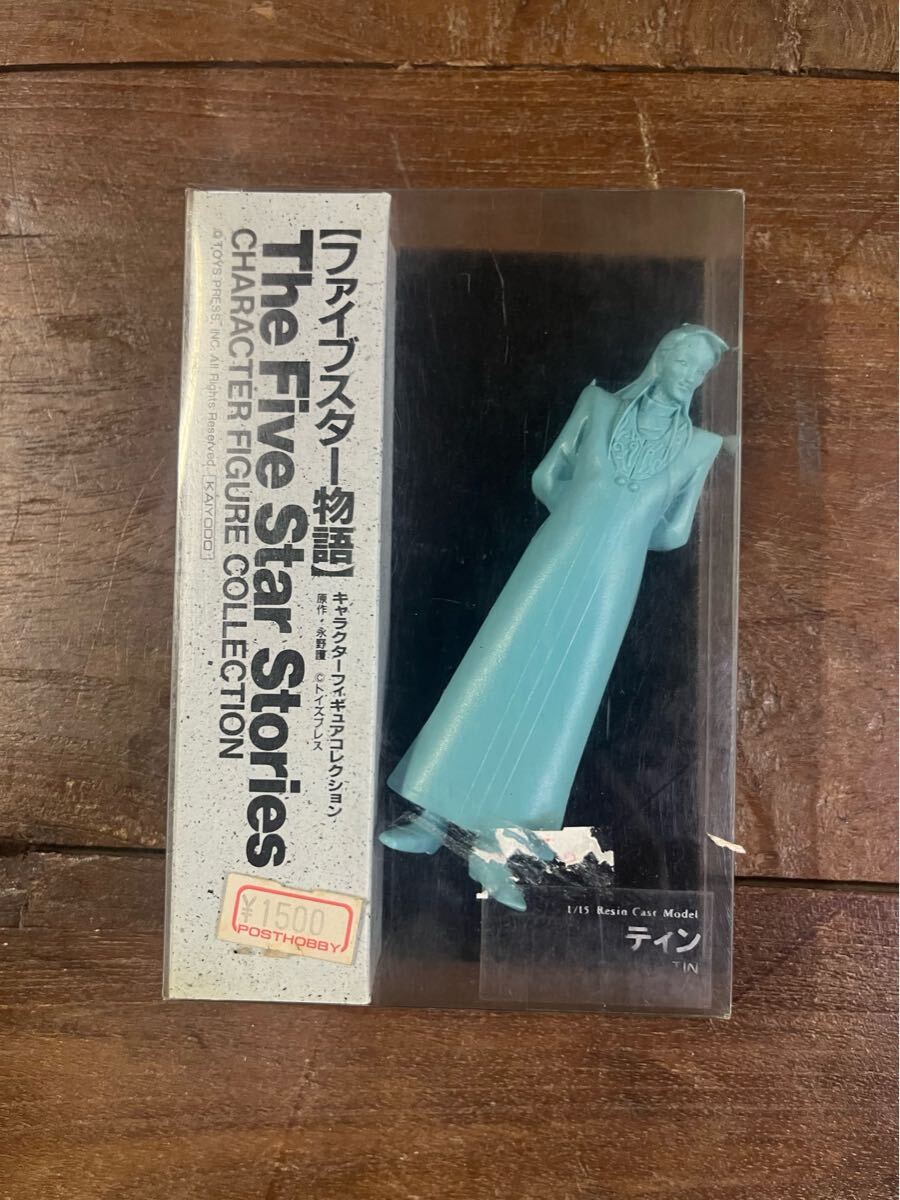 【ファイブスター物語】
キャラクターフィギュアコレクション
原作・永野護 ©トイズプレス
The Five Star Stories
CHARACTER FIGURE COLLECTION
© TOYS PRESS, INC. All Rights Reserved. KAIYODO
¥1500
POSTHOBBY
1/15 Resin Cast Model
ティン
TIN